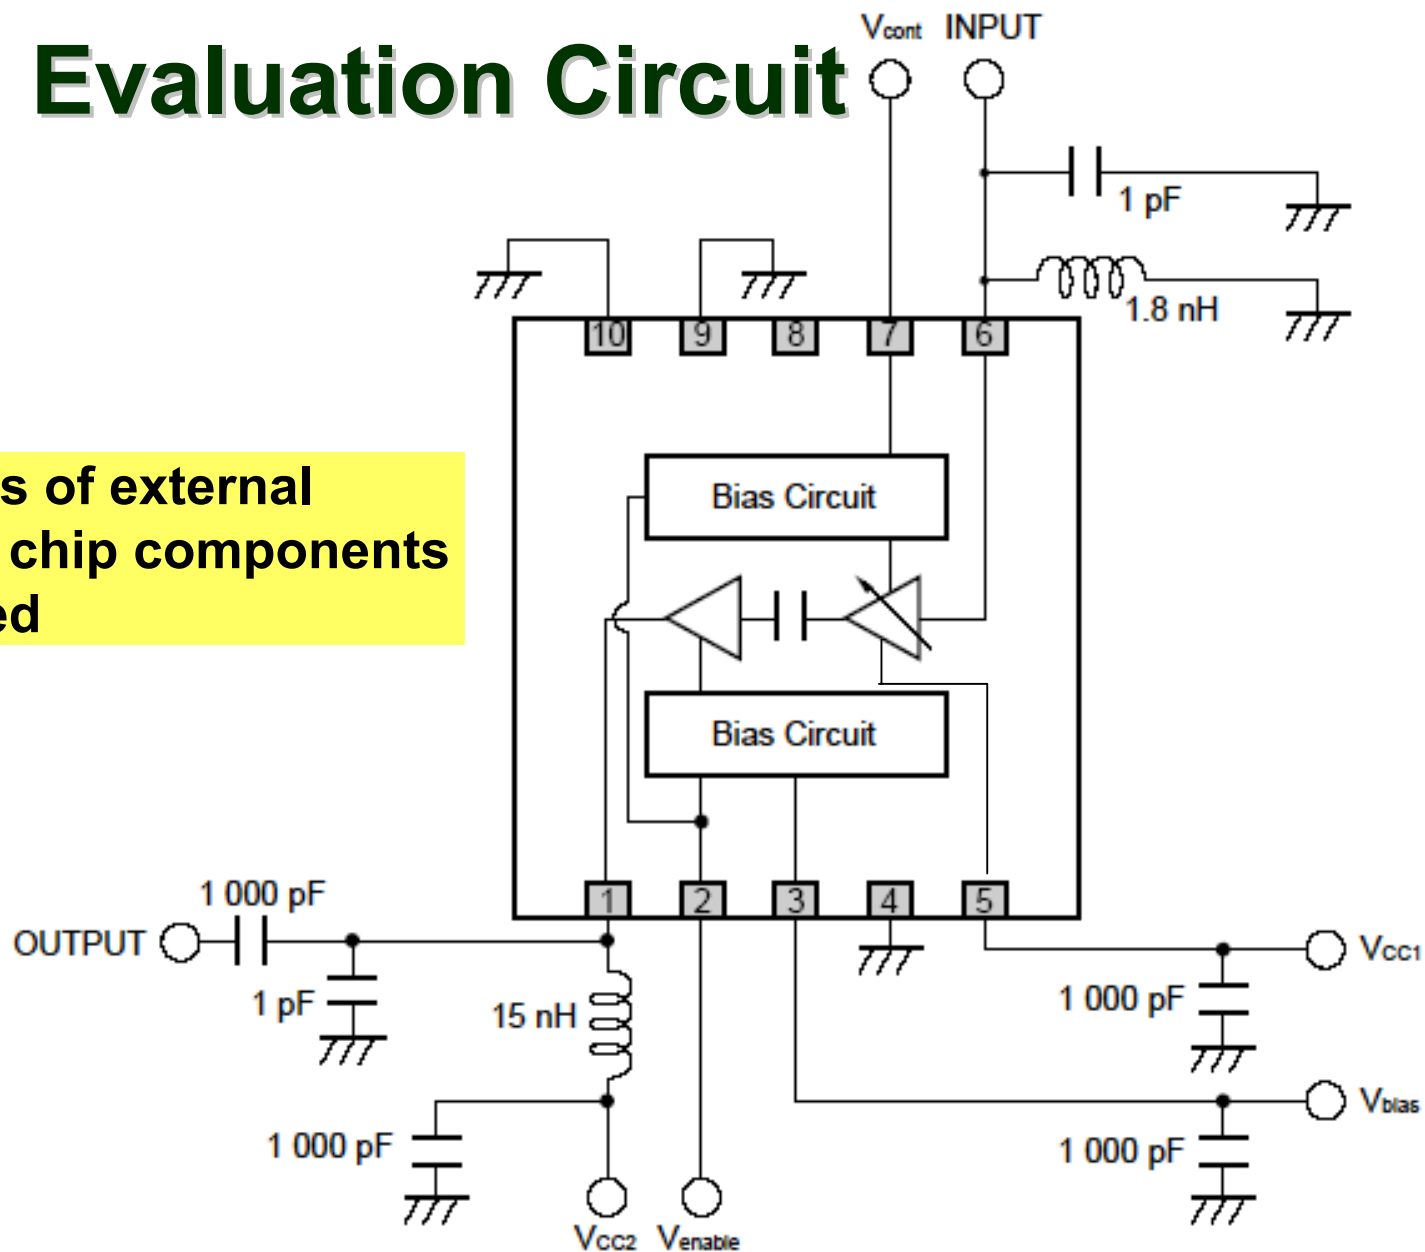 Evaluation Circuit
Vcont INPUT
1 pF
1.8 nH
10 9 8 7 6
s of external
chip components
ed
Bias Circuit
Bias Circuit
1 2 3 4 5
1 000 pF
OUTPUT
VCC1
1 pF
15 nH
1 000 pF
Vbias
1 000 pF
1 000 pF
VCC2 Venable